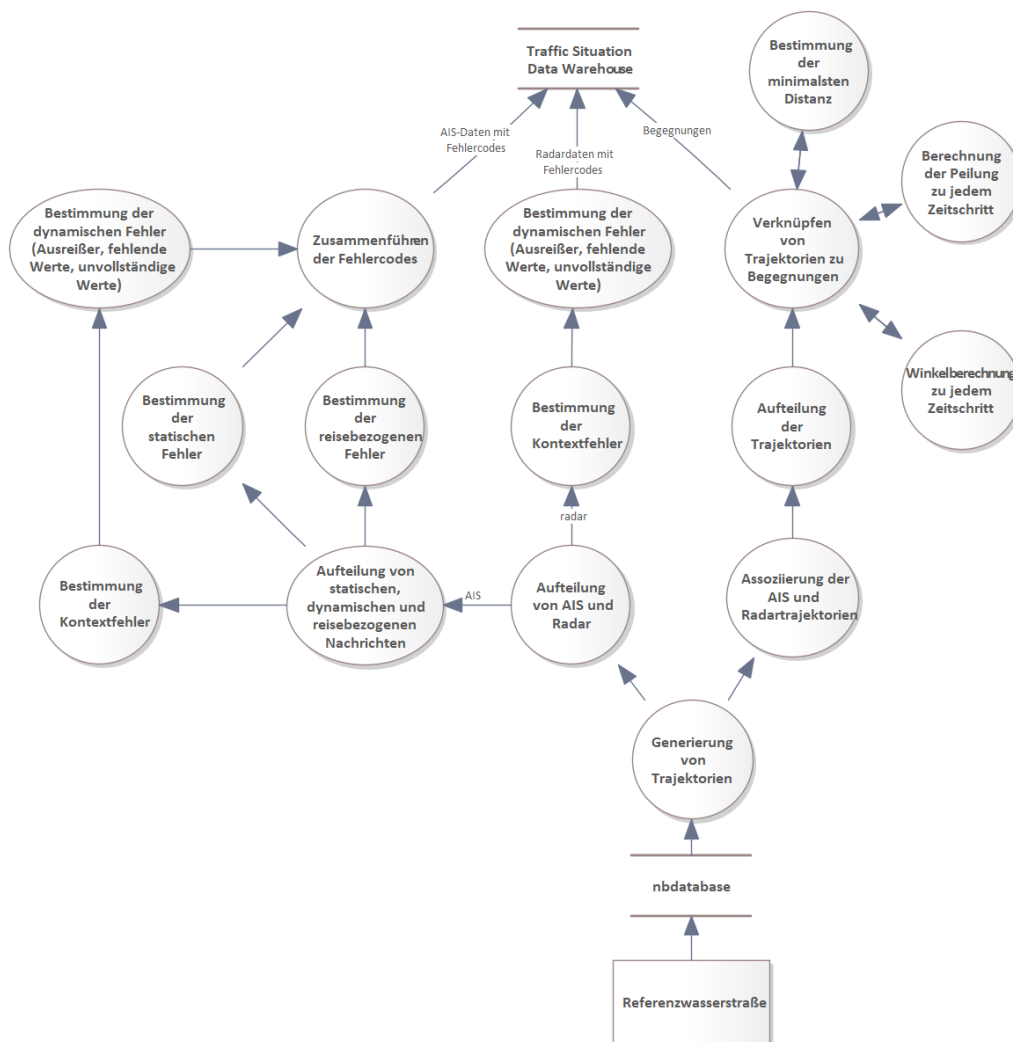 Traffic Situation
Data Warehouse
Bestimmung
der
minimalsten
Distanz
AIS-Daten mit
Fehlercodes
Radardaten mit
Fehlercodes
Begegnungen
Berechnung
der Peilung
zu jedem
Zeitschritt
Bestimmung der
dynamischen Fehler
(Ausreißer, fehlende
Werte, unvollständige
Werte)
Zusammenführen
der Fehlercodes
Bestimmung der
dynamischen Fehler
(Ausreißer, fehlende
Werte, unvollständige
Werte)
Verknüpfen
von
Trajektorien zu
Begegnungen
Winkelberechnung
zu jedem
Zeitschritt
Bestimmung
der
statischen
Fehler
Bestimmung
der
reisebezogenen
Fehler
Bestimmung
der
Kontextfehler
Aufteilung
der
Trajektorien
radar
Bestimmung
der
Kontextfehler
Aufteilung von
statischen,
dynamischen und
reisebezogenen
Nachrichten
AIS
Aufteilung
von AIS und
Radar
Assoziierung der
AIS und
Radartrajektorien
Generierung
von
Trajektorien
nbdatabase
Referenzwasserstraße